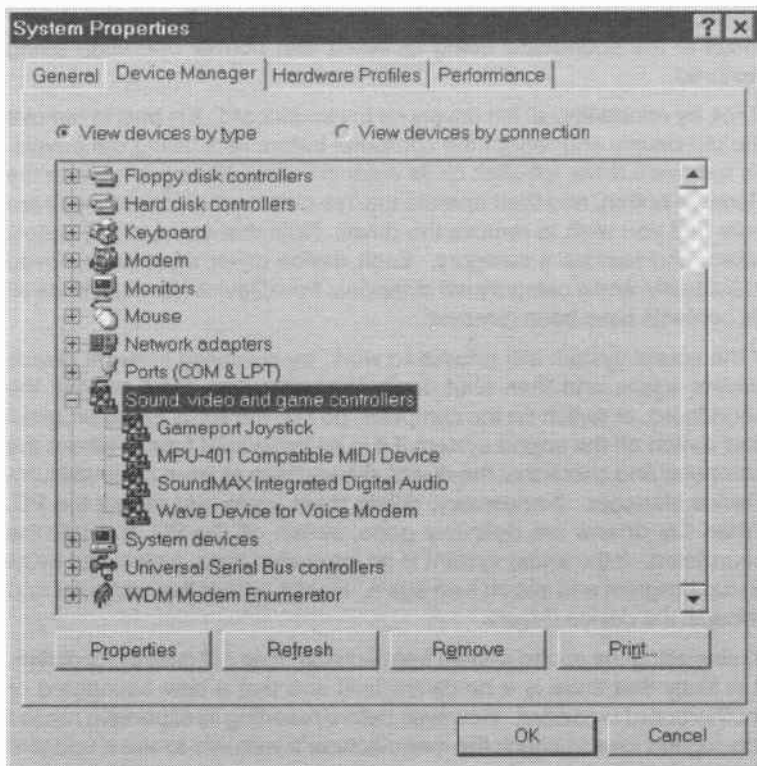 System Properties
General Device Manager Hardware Profiles Performance
View devices by type View devices by connection
Floppy disk controllers
Hard disk controllers
Keyboard
Modem
Monitors
Mouse
Network adapters
Ports (COM & LPT)
Sound, video and game controllers
Gameport Joystick
MPU-401 Compatible MIDI Device
SoundMAX Integrated Digital Audio
Wave Device for Voice Modem
System devices
Universal Serial Bus controllers
WDM Modem Enumerator
Properties Refresh Remove Print...
OK Cancel